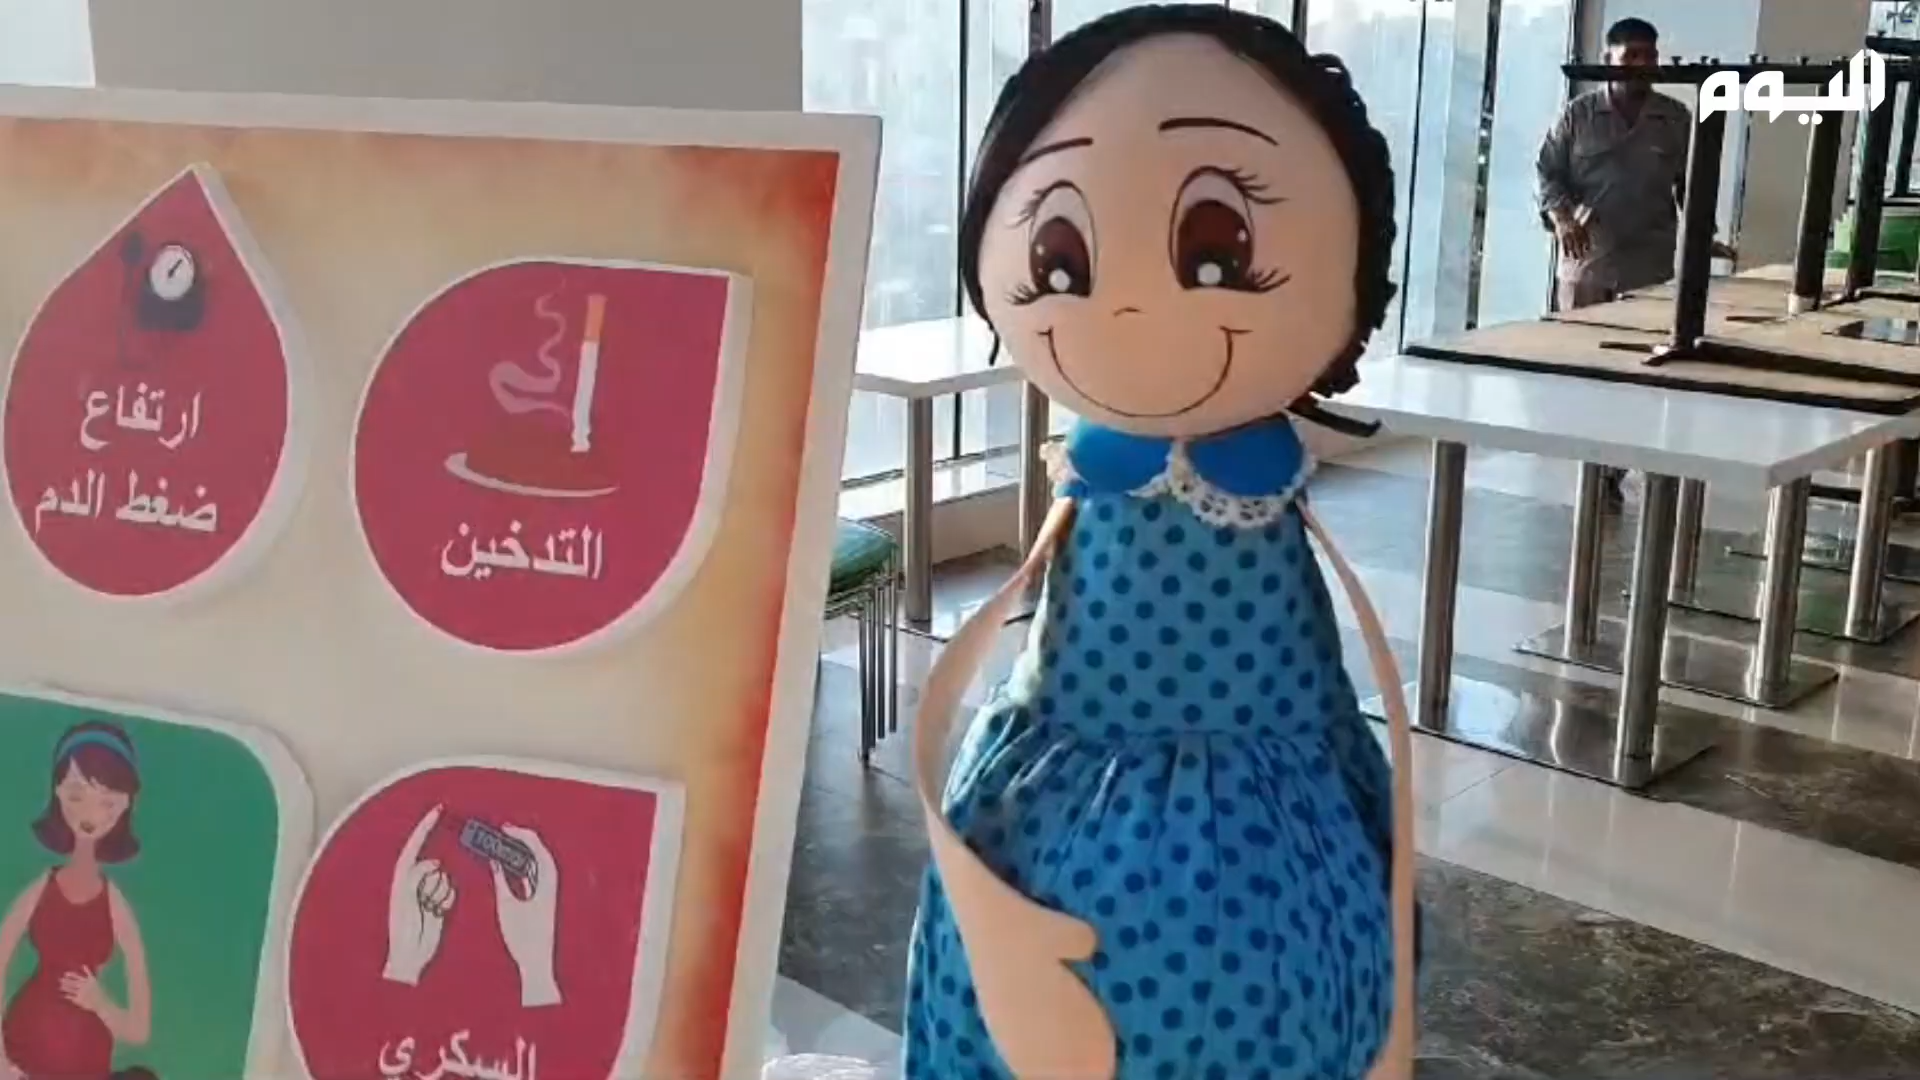 اليوم
ارتفاع
ضغط الدم
التدخين
السكري